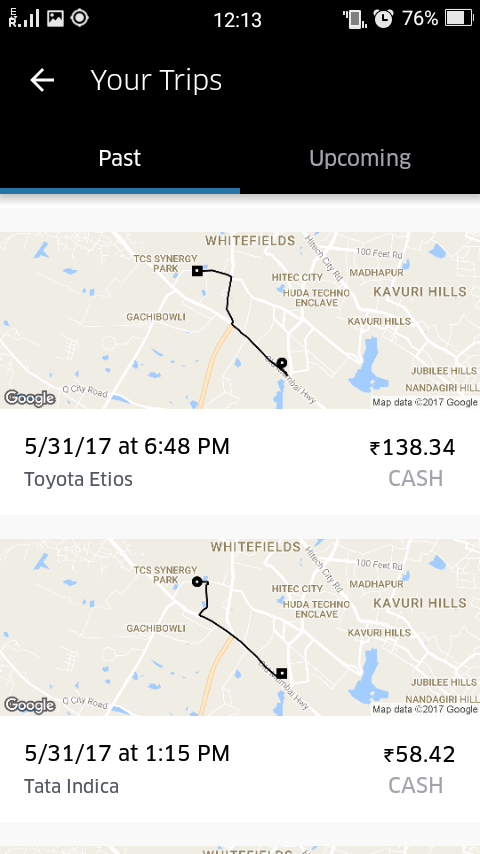 E
R
12:13
76%
Your Trips
Past
Upcoming
WHITEFIELDS
Hitech City Rd
100 Feet Rd
TCS SYNERGY
PARK
HITEC CITY
MADHAPUR
HUDA TECHNO
ENCLAVE
KAVURI HILLS
GACHIBOWLI
KAVURI HILLS
JUBILEE HILLS
O City Road
NANDAGIRI HILL
Google
Map data ©2017 Google
5/31/17 at 6:48 PM
₹138.34
Toyota Etios
CASH
WHITEFIELDS
Hitech City Rd
100 Feet Rd
TCS SYNERGY
PARK
HITEC CITY
MADHAPUR
HUDA TECHNO
ENCLAVE
KAVURI HILLS
GACHIBOWLI
KAVURI HILLS
Old Mumbai Hwy
JUBILEE HILLS
O City Road
NANDAGIRI HILL
Google
Map data ©2017 Google
5/31/17 at 1:15 PM
₹58.42
Tata Indica
CASH
WHITEFIELDS